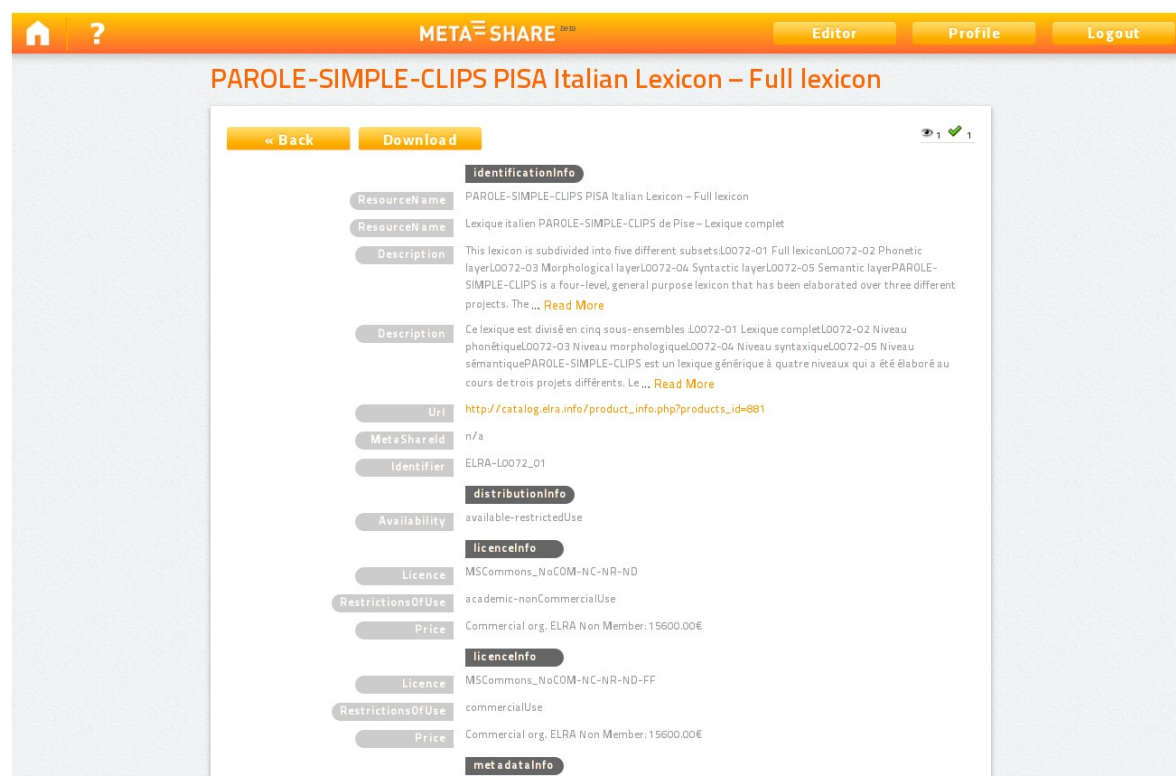 ?
META SHARE beta
Editor Profile Logout
PAROLE-SIMPLE-CLIPS PISA Italian Lexicon – Full lexicon
« Back Download 1 1
identificationInfo
ResourceName PAROLE-SIMPLE-CLIPS PISA Italian Lexicon – Full lexicon
ResourceName Lexique italien PAROLE-SIMPLE-CLIPS de Pise – Lexique complet
Description This lexicon is subdivided into five different subsets:L0072-01 Full lexiconL0072-02 Phonetic
layerL0072-03 Morphological layerL0072-04 Syntactic layerL0072-05 Semantic layerPAROLE-
SIMPLE-CLIPS is a four-level, general purpose lexicon that has been elaborated over three different
projects. The ... Read More
Description Ce lexique est divisé en cinq sous-ensembles :L0072-01 Lexique completL0072-02 Niveau
phonétiqueL0072-03 Niveau morphologiqueL0072-04 Niveau syntaxiqueL0072-05 Niveau
sémantiquePAROLE-SIMPLE-CLIPS est un lexique générique à quatre niveaux qui a été élaboré au
cours de trois projets différents. Le ... Read More
Url http://catalog.elra.info/product_info.php?products_id=881
MetaShareId n/a
Identifier ELRA-L0072_01
distributionInfo
Availability available-restrictedUse
licenceInfo
Licence MSCommons_NoCOM-NC-NR-ND
RestrictionsOfUse academic-nonCommercialUse
Price Commercial org. ELRA Non Member: 15600.00€
licenceInfo
Licence MSCommons_NoCOM-NC-NR-ND-FF
RestrictionsOfUse commercialUse
Price Commercial org. ELRA Non Member: 15600.00€
metadataInfo